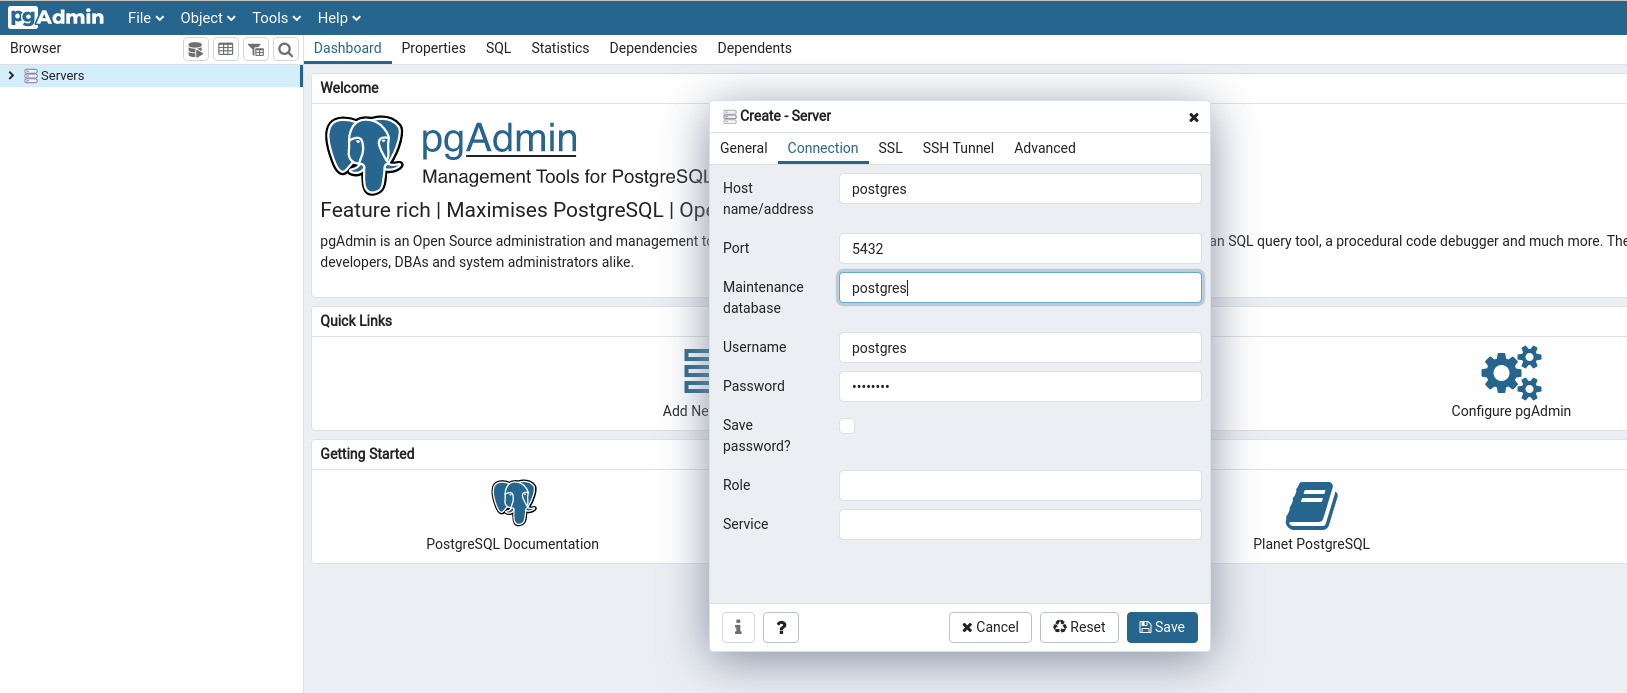 pgAdmin
File
Object
Tools
Help
Browser
Dashboard
Properties
SQL
Statistics
Dependencies
Dependents
Servers
Welcome
pgAdmin
Management Tools for PostgreSQL
Feature rich | Maximises PostgreSQL | Ope
pgAdmin is an Open Source administration and management to
an SQL query tool, a procedural code debugger and much more. The
developers, DBAs and system administrators alike.
Quick Links
Add Ne
Configure pgAdmin
Getting Started
PostgreSQL Documentation
Planet PostgreSQL
Create - Server
General
Connection
SSL
SSH Tunnel
Advanced
Host
name/address
postgres
Port
5432
Maintenance
database
postgres
Username
postgres
Password
••••••••
Save
password?
Role
Service
i
?
Cancel
Reset
Save